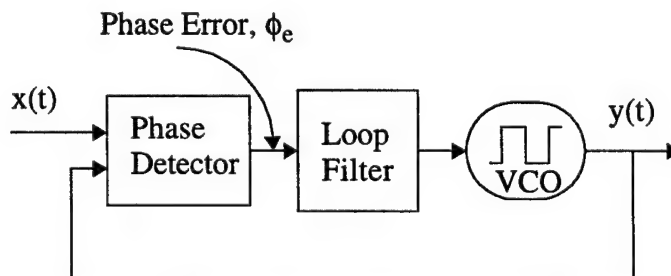 Phase Error, ϕe
x(t)
Phase
Detector
Loop
Filter
VCO
y(t)